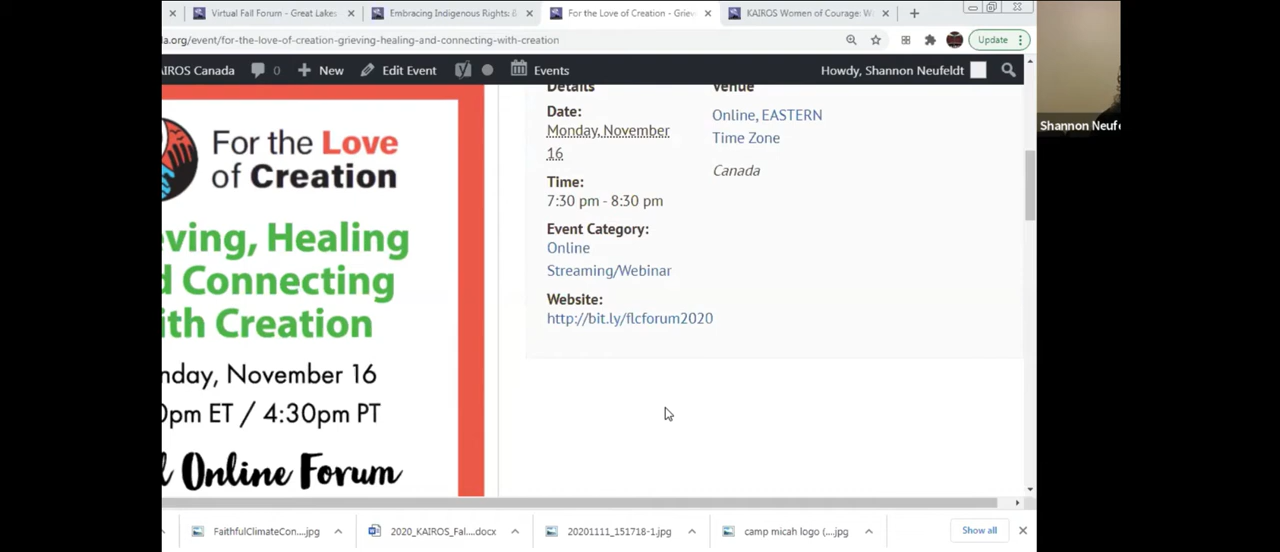 Virtual Fall Forum - Great Lakes
Embracing Indigenous Rights:
For the Love of Creation - Griev
KAIROS Women of Courage: W
la.org/event/for-the-love-of-creation-grieving-healing-and-connecting-with-creation
Update
AIROS Canada
0
New
Edit Event
Events
Howdy, Shannon Neufeldt
Shannon Neufe
For the Love
of Creation
eving, Healing
d Connecting
ith Creation
nday, November 16
0pm ET / 4:30pm PT
Online Forum
Details
Date:
Monday, November
16
Time:
7:30 pm - 8:30 pm
Event Category:
Online
Streaming/Webinar
Website:
http://bit.ly/flcforum2020
Venue
Online, EASTERN
Time Zone
Canada
FaithfulClimateCon....jpg
2020_KAIROS_Fal....docx
20201111_151718-1.jpg
camp micah logo (....jpg
Show all